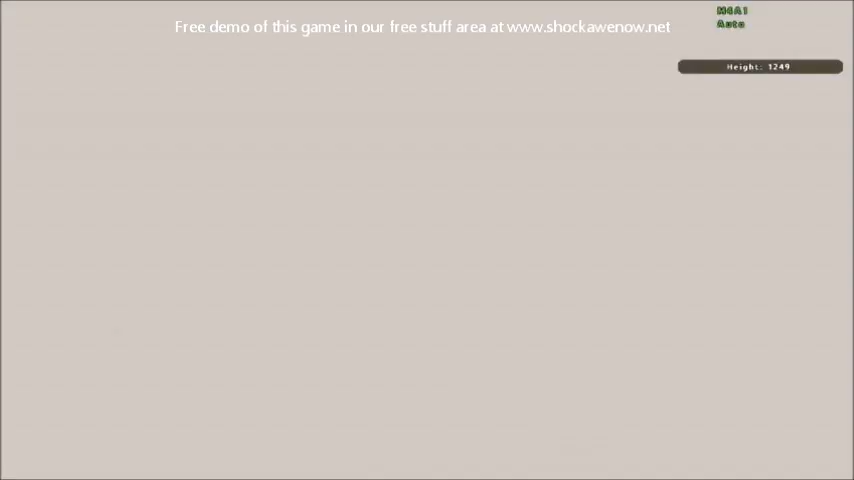 Free demo of this game in our free stuff area at www.shockawenow.net
M4A1
Auto
Height: 1249